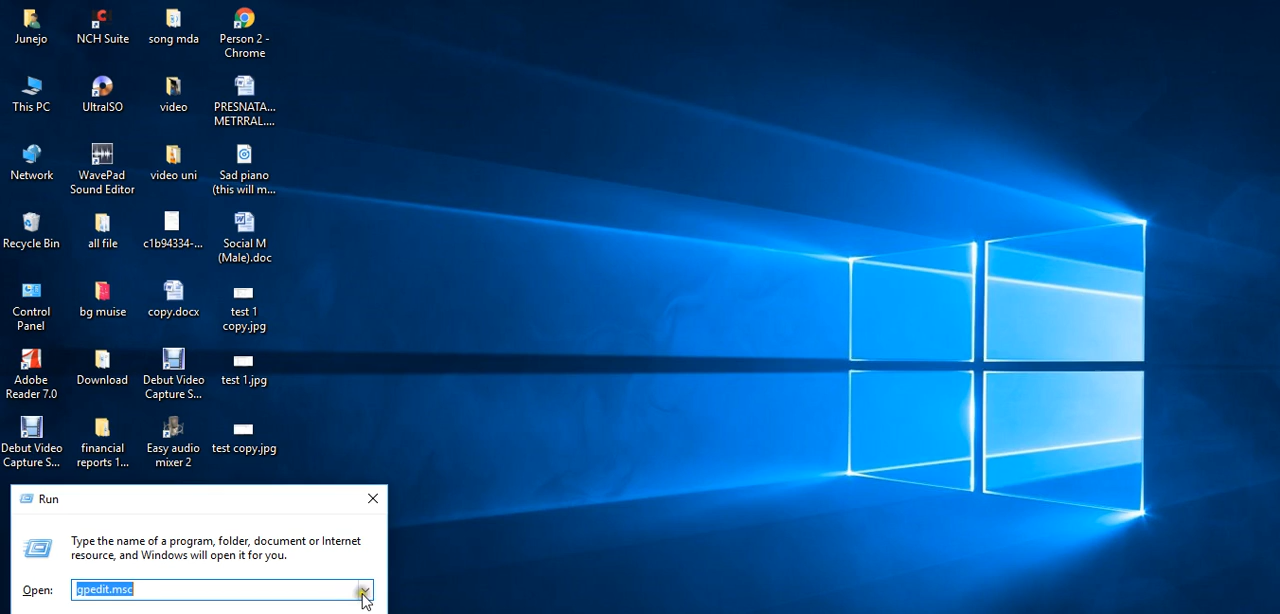 Junejo
NCH Suite
song mda
Person 2 -
Chrome
This PC
UltraISO
video
PRESNATA...
METRRAL....
Network
WavePad
Sound Editor
video uni
Sad piano
(this will m...
Recycle Bin
all file
c1b94334-...
Social M
(Male).doc
Control
Panel
bg muise
copy.docx
test 1
copy.jpg
Adobe
Reader 7.0
Download
Debut Video
Capture S...
test 1.jpg
Debut Video
Capture S...
financial
reports 1...
Easy audio
mixer 2
test copy.jpg
Run
Type the name of a program, folder, document or Internet
resource, and Windows will open it for you.
Open: gpedit.msc